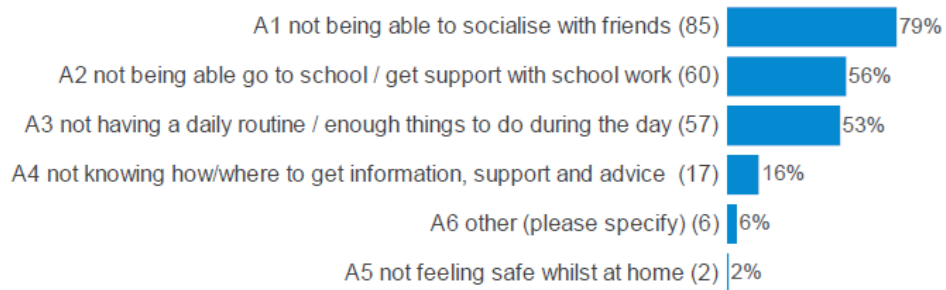 A1 not being able to socialise with friends (85) 79%
A2 not being able go to school / get support with school work (60) 56%
A3 not having a daily routine / enough things to do during the day (57) 53%
A4 not knowing how/where to get information, support and advice (17) 16%
A6 other (please specify) (6) 6%
A5 not feeling safe whilst at home (2) 2%